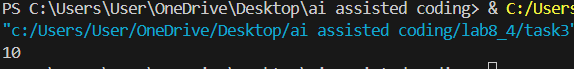 PS C:\Users\User\OneDrive\Desktop\ai assisted coding> & C:/Users
"c:/Users/User/OneDrive/Desktop/ai assisted coding/lab8_4/task3"
10